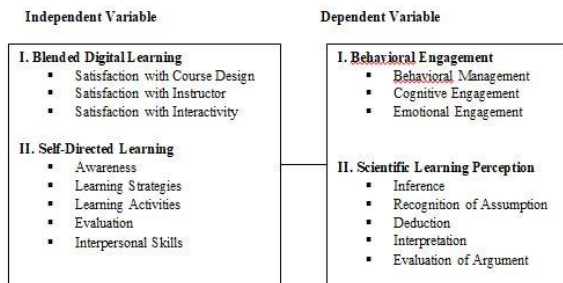 Independent Variable
I. Blended Digital Learning
▪ Satisfaction with Course Design
▪ Satisfaction with Instructor
▪ Satisfaction with Interactivity
II. Self-Directed Learning
▪ Awareness
▪ Learning Strategies
▪ Learning Activities
▪ Evaluation
▪ Interpersonal Skills
Dependent Variable
I. Behavioral Engagement
▪ Behavioral Management
▪ Cognitive Engagement
▪ Emotional Engagement
II. Scientific Learning Perception
▪ Inference
▪ Recognition of Assumption
▪ Deduction
▪ Interpretation
▪ Evaluation of Argument